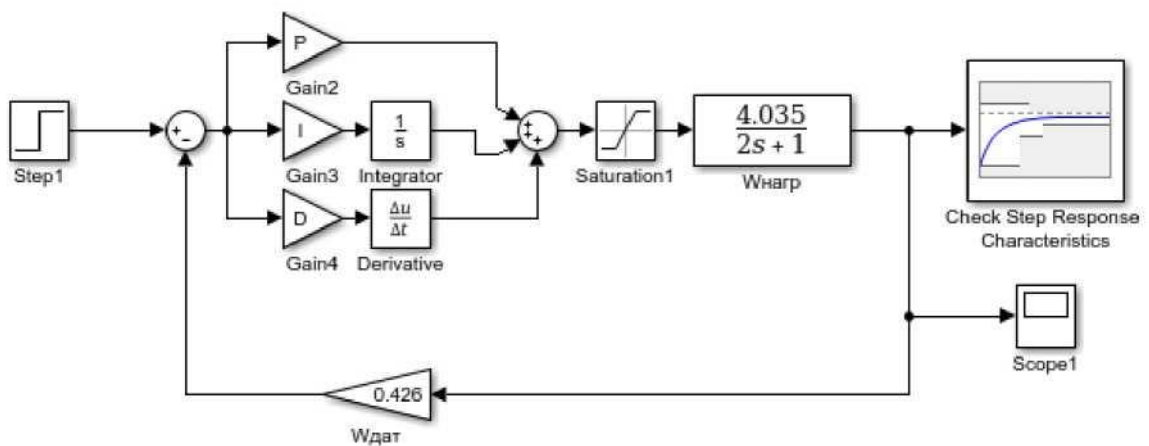 P
Gain2
Step1
+
-
I
Gain3
1
s
Integrator
+
+
+
Saturation1
4.035
2s + 1
Wнагр
Check Step Response
Characteristics
D
Gain4
Δu
Δt
Derivative
Scope1
0.426
Wдат